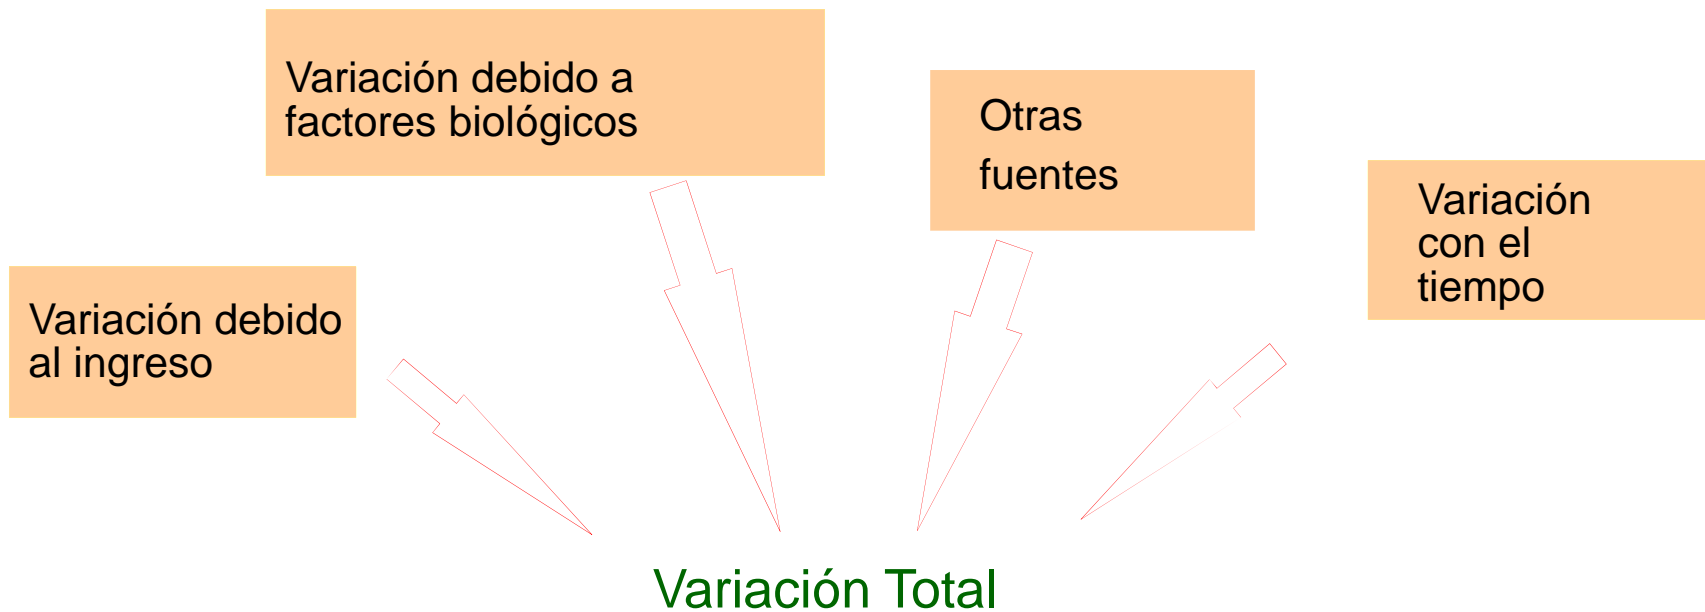 Variación debido a
factores biológicos
Otras
fuentes
Variación
con el
tiempo
Variación debido
al ingreso
Variación Total